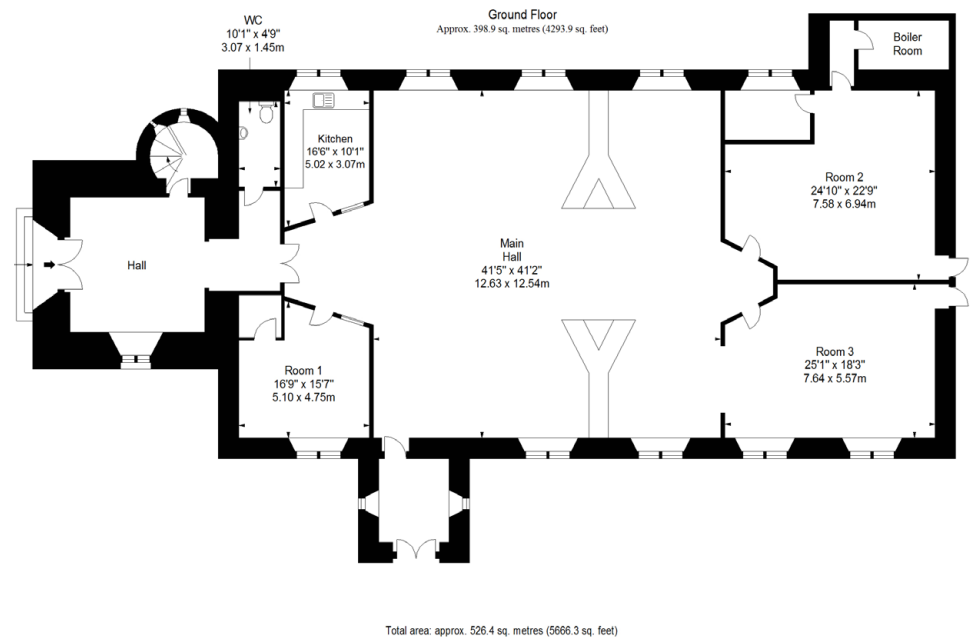 Ground Floor
Approx. 398.9 sq. metres (4293.9 sq. feet)
WC
10'1" x 4'9"
3.07 x 1.45m
Boiler
Room
Kitchen
16'6" x 10'1"
5.02 x 3.07m
Room 2
24'10" x 22'9"
7.58 x 6.94m
Hall
Main
Hall
41'5" x 41'2"
12.63 x 12.54m
Room 1
16'9" x 15'7"
5.10 x 4.75m
Room 3
25'1" x 18'3"
7.64 x 5.57m
Total area: approx. 526.4 sq. metres (5666.3 sq. feet)